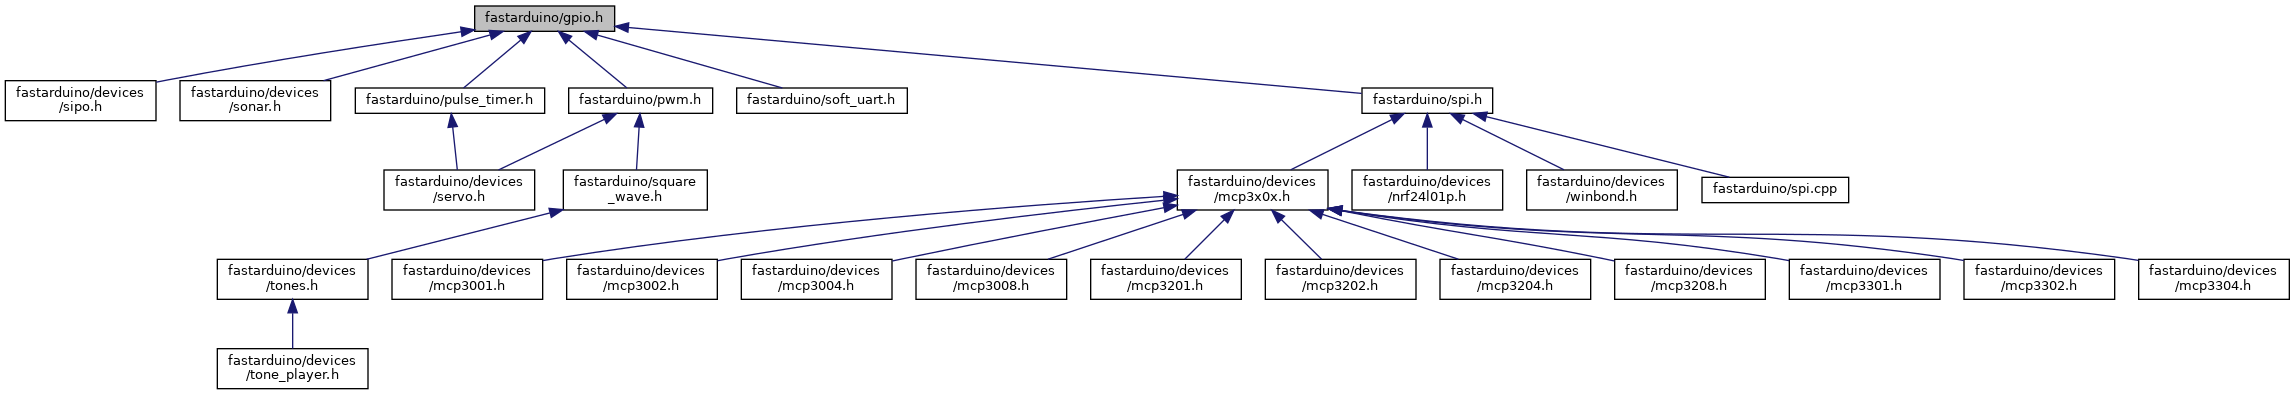 fastarduino/gpio.h
fastarduino/devices
/sipo.h
fastarduino/devices
/sonar.h
fastarduino/pulse_timer.h
fastarduino/pwm.h
fastarduino/soft_uart.h
fastarduino/spi.h
fastarduino/devices
/servo.h
fastarduino/square
_wave.h
fastarduino/devices
/mcp3x0x.h
fastarduino/devices
/nrf24l01p.h
fastarduino/devices
/winbond.h
fastarduino/spi.cpp
fastarduino/devices
/tones.h
fastarduino/devices
/mcp3001.h
fastarduino/devices
/mcp3002.h
fastarduino/devices
/mcp3004.h
fastarduino/devices
/mcp3008.h
fastarduino/devices
/mcp3201.h
fastarduino/devices
/mcp3202.h
fastarduino/devices
/mcp3204.h
fastarduino/devices
/mcp3208.h
fastarduino/devices
/mcp3301.h
fastarduino/devices
/mcp3302.h
fastarduino/devices
/mcp3304.h
fastarduino/devices
/tone_player.h